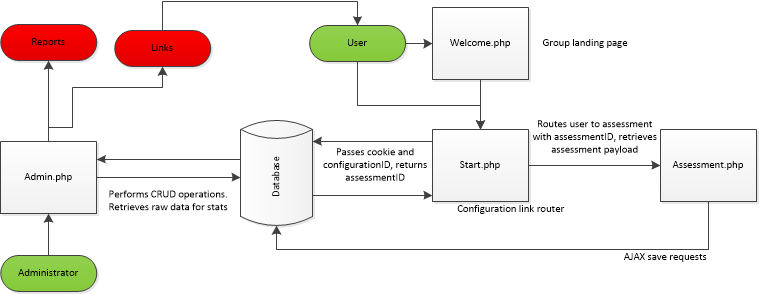 Reports
Links
User
Welcome.php
Group landing page
Routes user to assessment
with assessmentID, retrieves
assessment payload
Passes cookie and
configurationID, returns
assessmentID
Admin.php
Database
Start.php
Assessment.php
Performs CRUD operations.
Retrieves raw data for stats
Configuration link router
AJAX save requests
Administrator